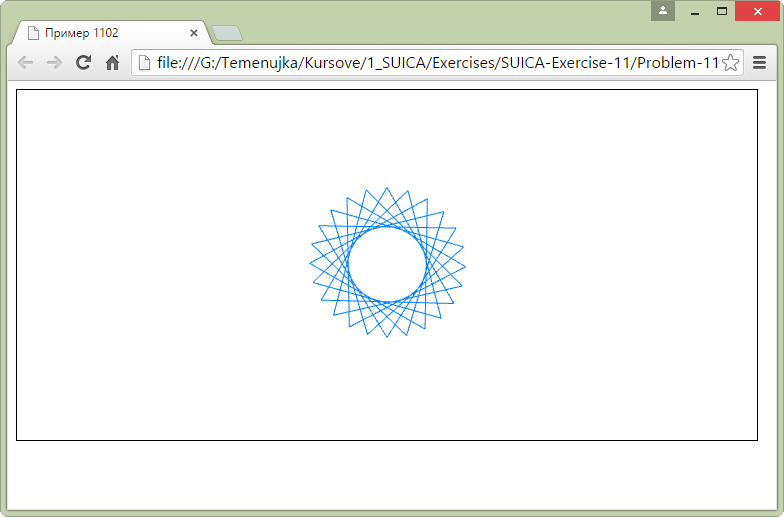 Пример 1102
file:///G:/Temenujka/Kursove/1_SUICA/Exercises/SUICA-Exercise-11/Problem-11